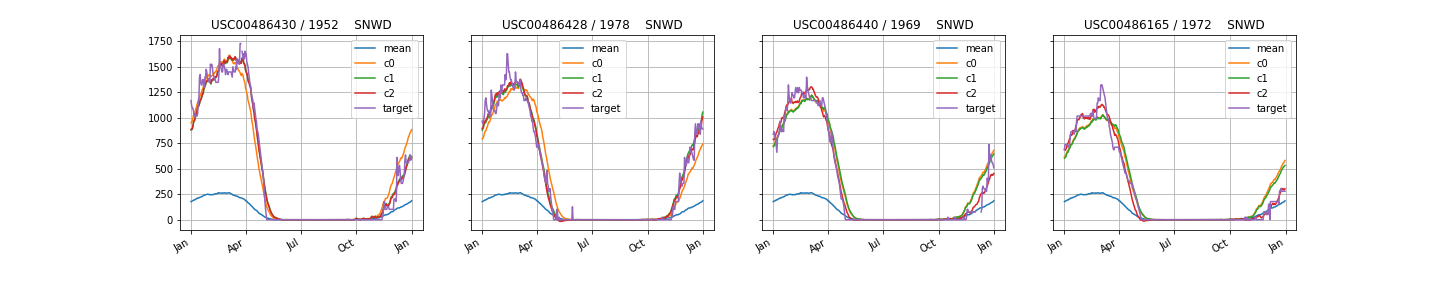 USC00486430 / 1952 SNWD
1750
1500
1250
1000
750
500
250
0
mean
c0
c1
c2
target
Jan
Apr
Jul
Oct
Jan
USC00486428 / 1978 SNWD
mean
c0
c1
c2
target
Jan
Apr
Jul
Oct
Jan
USC00486440 / 1969 SNWD
mean
c0
c1
c2
target
Jan
Apr
Jul
Oct
Jan
USC00486165 / 1972 SNWD
mean
c0
c1
c2
target
Jan
Apr
Jul
Oct
Jan